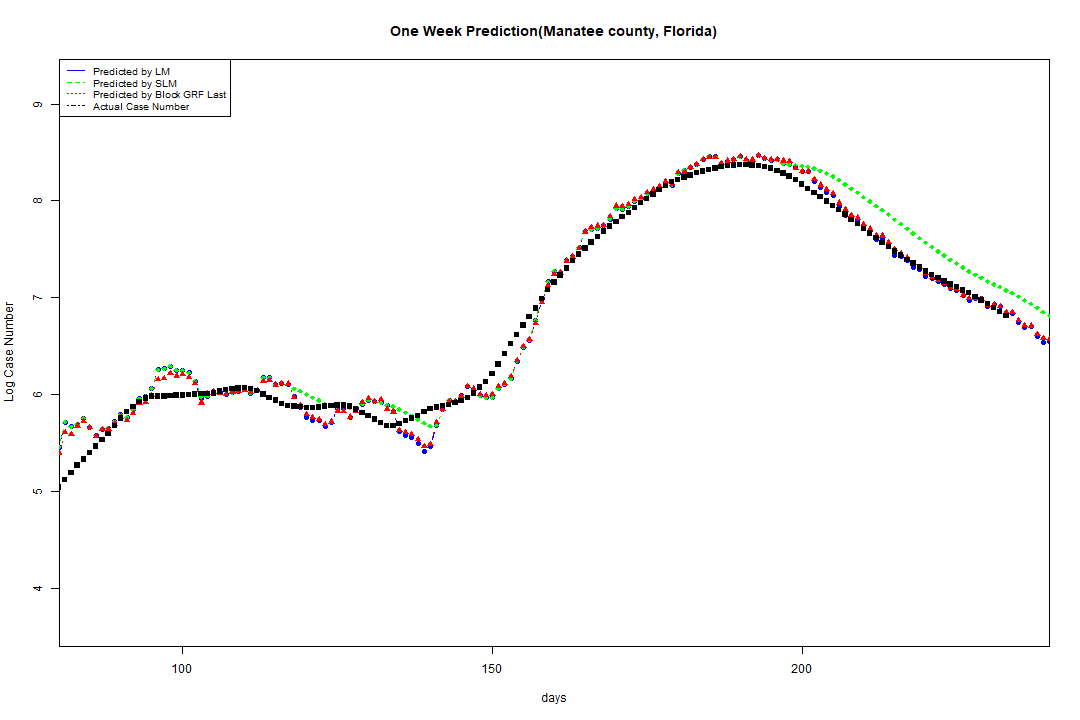 One Week Prediction(Manatee county, Florida)
Predicted by LM
Predicted by SLM
Predicted by Block GRF Last
Actual Case Number
9
8
7
6
5
4
Log Case Number
100 150 200
days